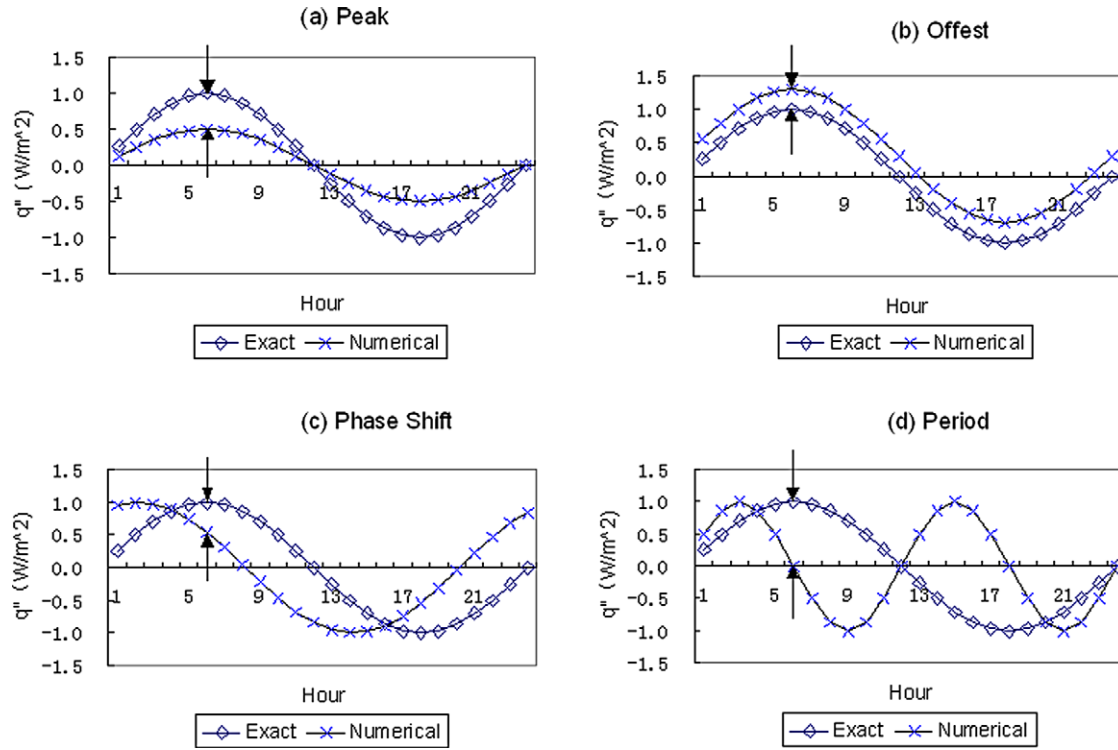 (a) Peak
1.5
1.0
0.5
0.0
-0.5
-1.0
-1.5
q" (W/m^2)
1 5 9 13 17 21
Hour
Exact Numerical
(b) Offest
1.5
1.0
0.5
0.0
-0.5
-1.0
-1.5
q" (W/m^2)
1 5 9 13 17 21
Hour
Exact Numerical
(c) Phase Shift
1.5
1.0
0.5
0.0
-0.5
-1.0
-1.5
q" (W/m^2)
1 5 9 13 17 21
Hour
Exact Numerical
(d) Period
1.5
1.0
0.5
0.0
-0.5
-1.0
-1.5
q" (W/m^2)
1 5 9 13 17 21
Hour
Exact Numerical